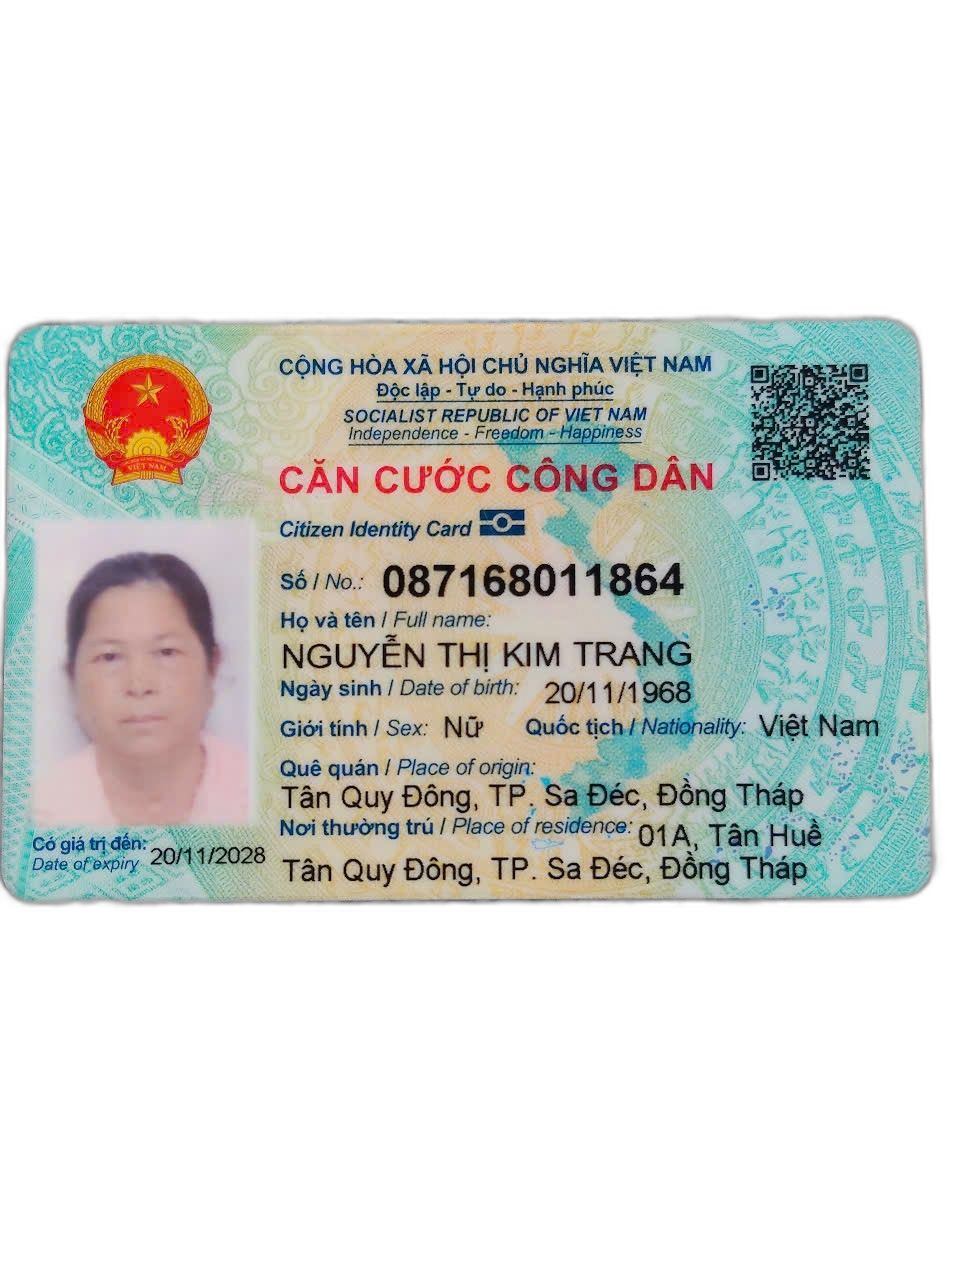 CỘNG HÒA XÃ HỘI CHỦ NGHĨA VIỆT NAM
Độc lập - Tự do - Hạnh phúc
SOCIALIST REPUBLIC OF VIET NAM
Independence - Freedom - Happiness
VIỆT NAM
CĂN CƯỚC CÔNG DÂN
Citizen Identity Card
Số / No.: 087168011864
Họ và tên / Full name:
NGUYỄN THỊ KIM TRANG
Ngày sinh / Date of birth: 20/11/1968
Giới tính / Sex: Nữ Quốc tịch / Nationality: Việt Nam
Quê quán / Place of origin:
Tân Quy Đông, TP. Sa Đéc, Đồng Tháp
Nơi thường trú / Place of residence: 01A, Tân Huề
Tân Quy Đông, TP. Sa Đéc, Đồng Tháp
Có giá trị đến: 20/11/2028
Date of expiry